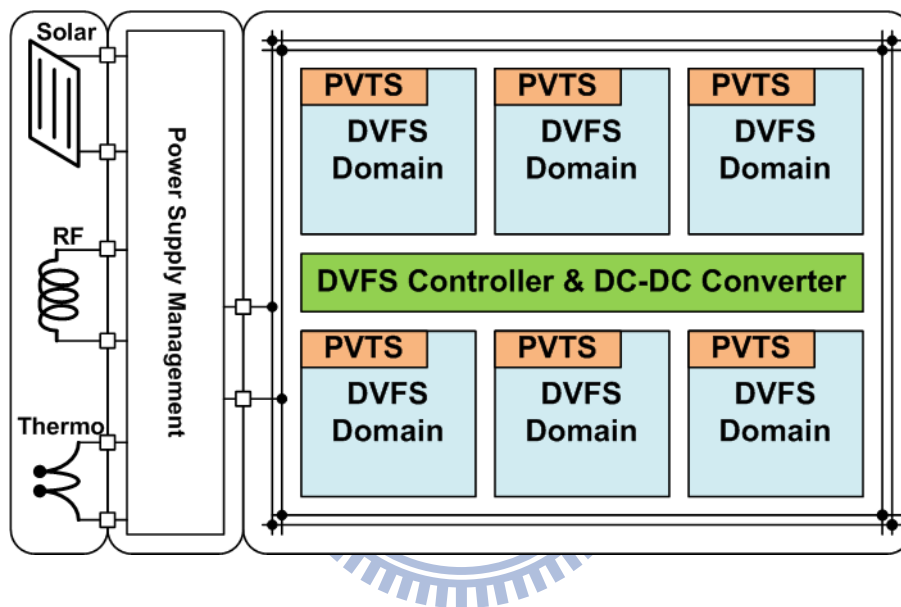 Solar
RF
Thermo
Power Supply Management
PVTS
DVFS
Domain
PVTS
DVFS
Domain
PVTS
DVFS
Domain
DVFS Controller & DC-DC Converter
PVTS
DVFS
Domain
PVTS
DVFS
Domain
PVTS
DVFS
Domain